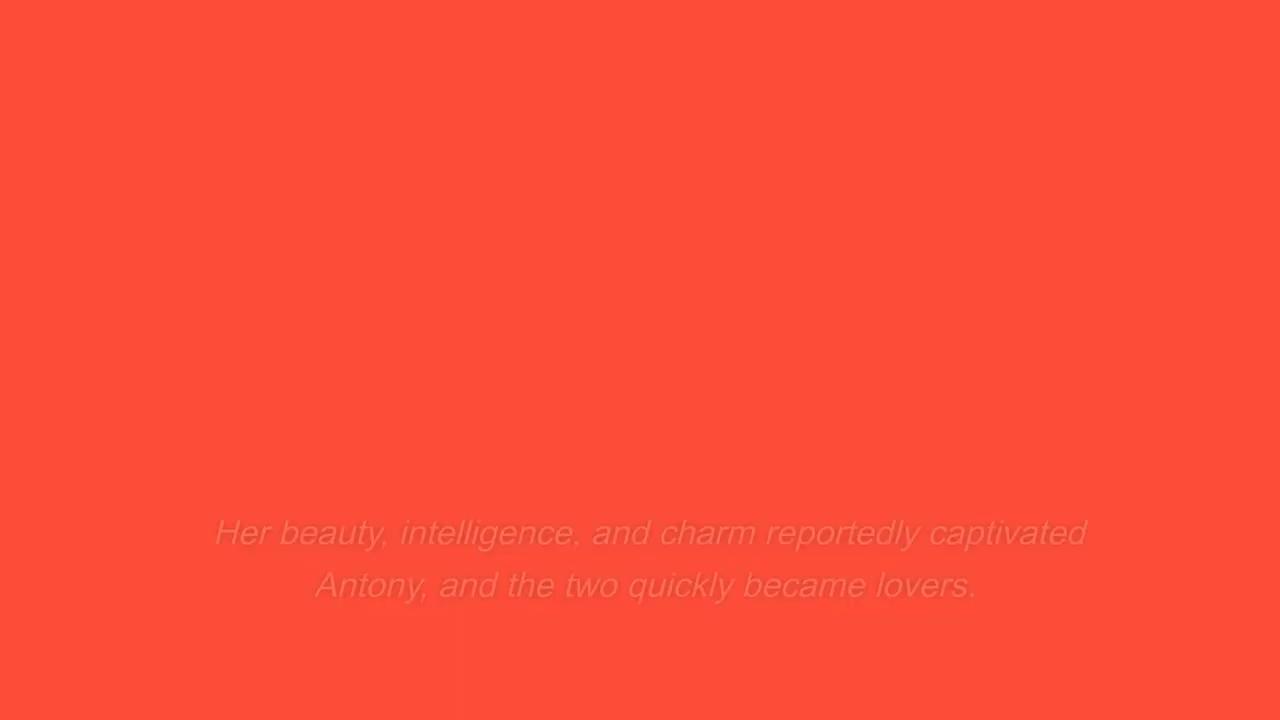 Her beauty, intelligence, and charm reportedly captivated
Antony, and the two quickly became lovers.